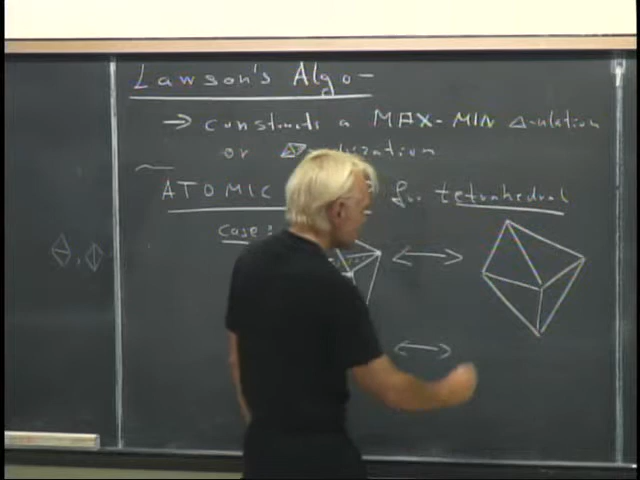 Lawson's Algo-
→ constructs a MAX-MIN Δ-ulation
or
ATOMIC for tetrahedral
case: